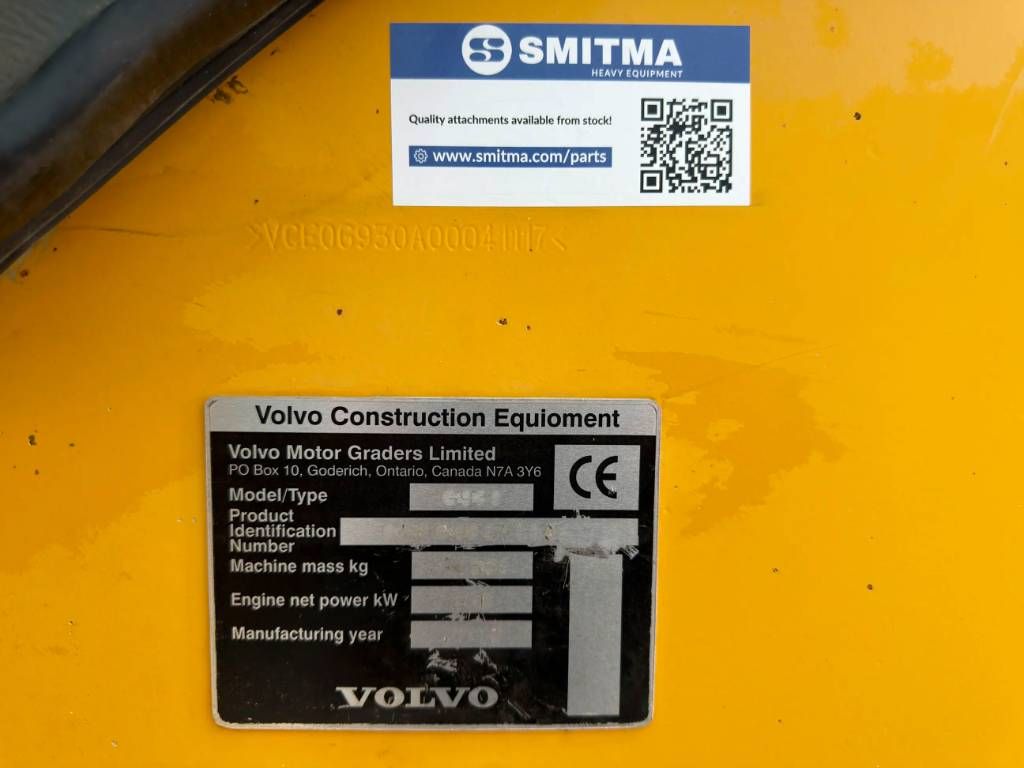 SMITMA
HEAVY EQUIPMENT
Quality attachments available from stock!
www.smitma.com/parts
Volvo Construction Equioment
Volvo Motor Graders Limited
PO Box 10, Goderich, Ontario, Canada N7A 3Y6
CE
Model/Type
Product
Identification
Number
Machine mass kg
Engine net power kW
Manufacturing year
VOLVO